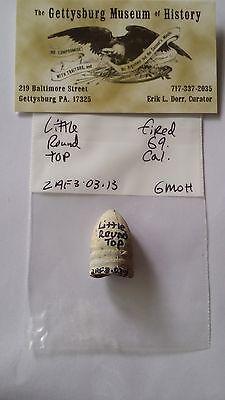 The Gettysburg Museum of History
NO COMPROMISE
WITH TRAITORS, and
219 Baltimore Street
717-337-2035
Gettysburg PA. 17325
Erik L. Dorr, Curator
Little fired
Round 69.
TOP Cal.
2AF3.03.13 GMOH
Little
Round
Top